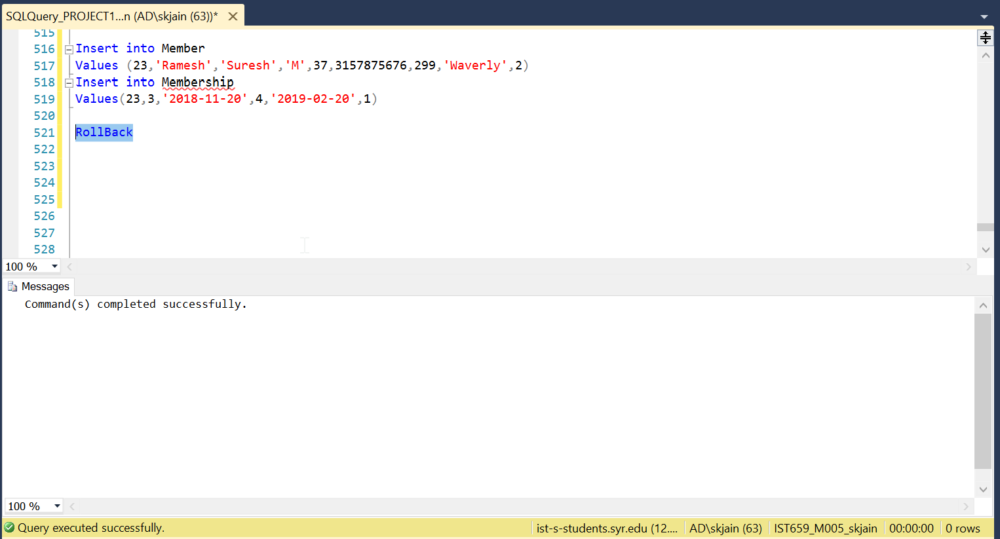 SQLQuery_PROJECT1...n (AD\skjain (63))*
515
516 Insert into Member
517 Values (23,'Ramesh','Suresh','M',37,3157875676,299,'Waverly',2)
518 Insert into Membership
519 Values(23,3,'2018-11-20',4,'2019-02-20',1)
520
521 RollBack
522
523
524
525
526
527
528
100 %
Messages
Command(s) completed successfully.
100 %
Query executed successfully. ist-s-students.syr.edu (12.... AD\skjain (63) IST659_M005_skjain 00:00:00 0 rows